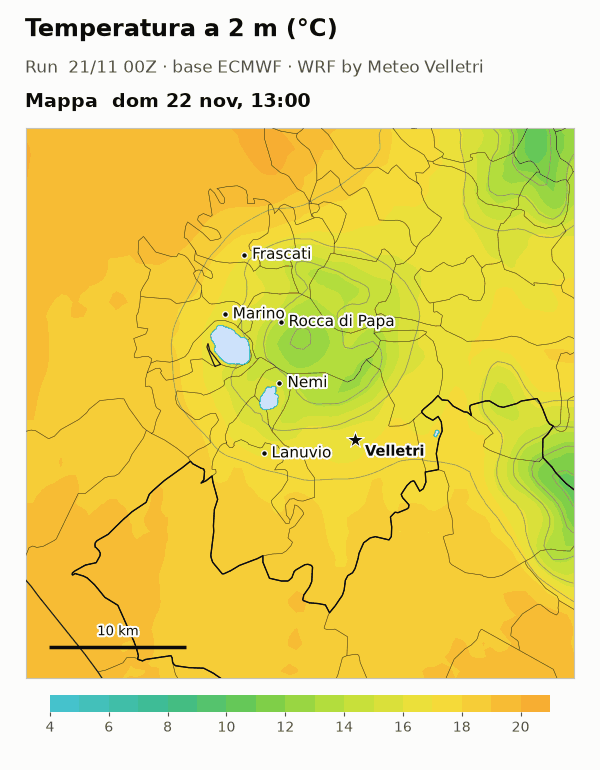 Temperatura a 2 m (°C)
Run  21/11 00Z · base ECMWF · WRF by Meteo Velletri
Mappa  dom 22 nov, 13:00
Frascati
Marino
Rocca di Papa
Nemi
Velletri
Lanuvio
10 km
4 6 8 10 12 14 16 18 20